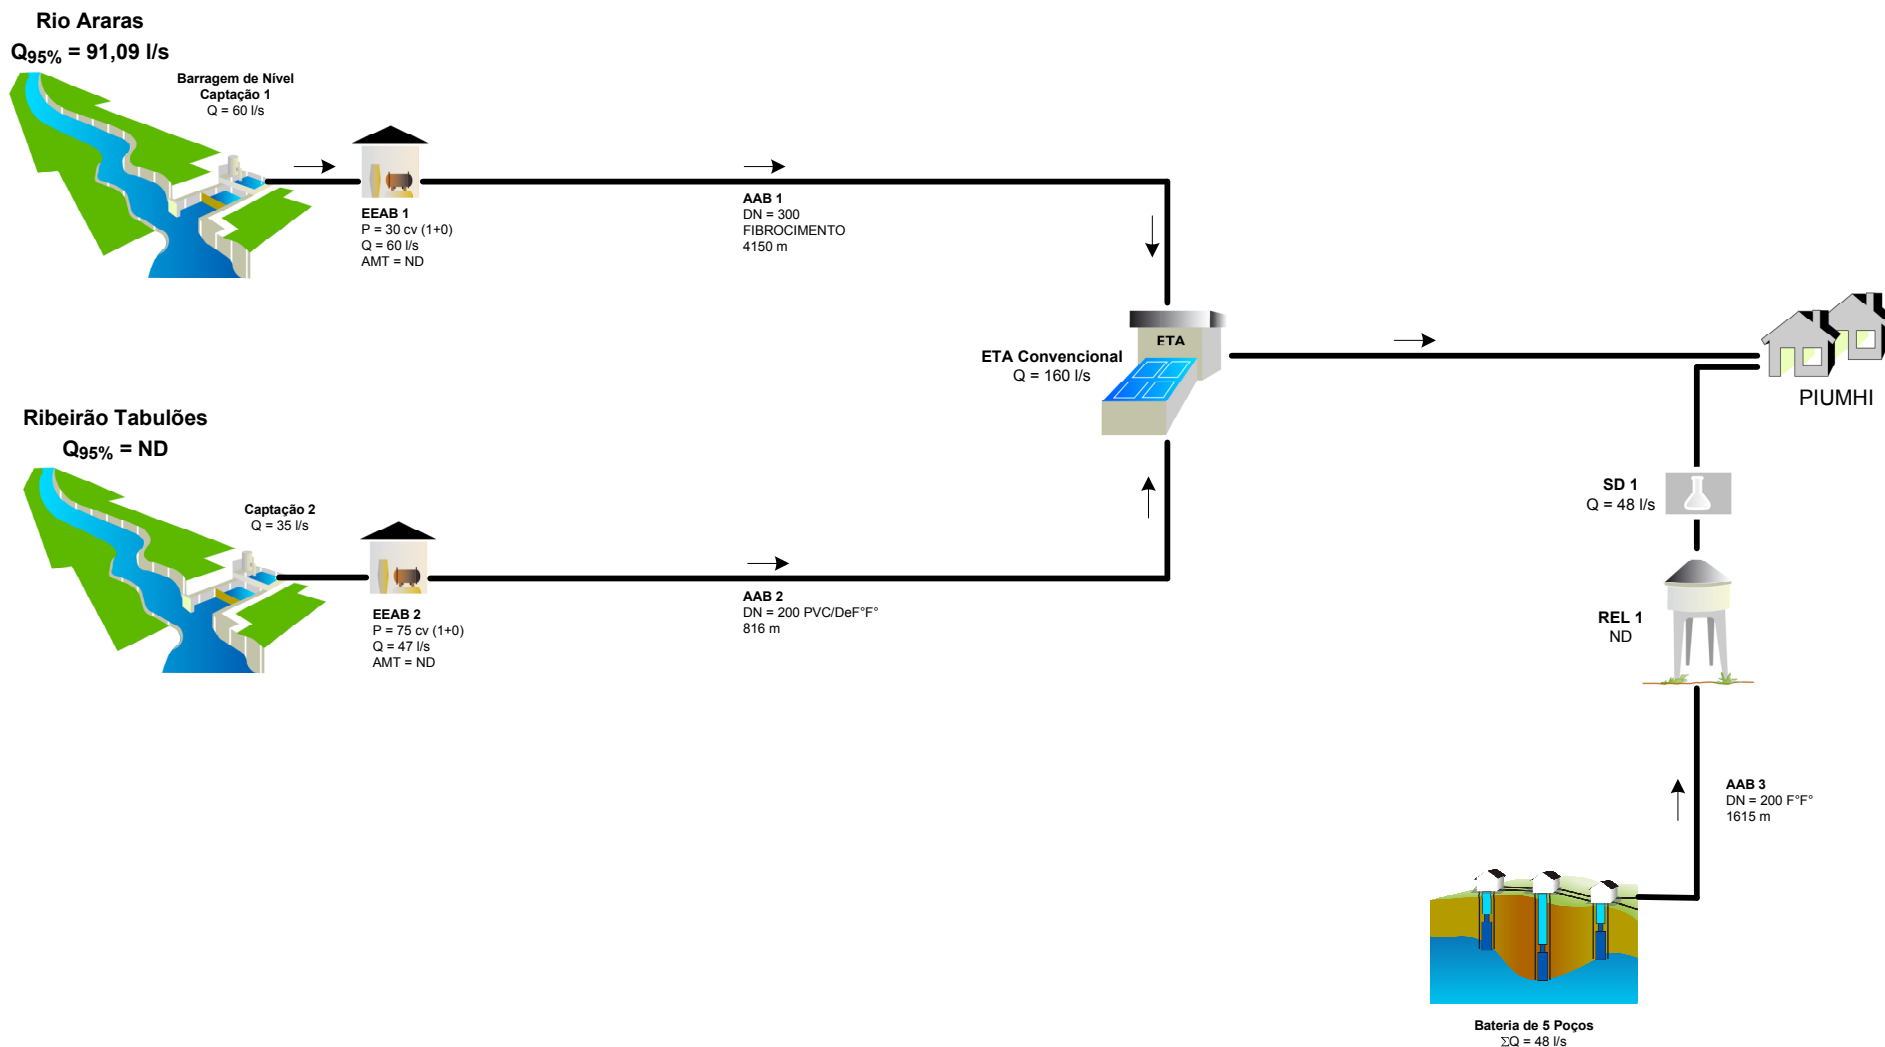 Rio Araras
Q95% = 91,09 l/s
Barragem de Nível
Captação 1
Q = 60 l/s
EEAB 1
P = 30 cv (1+0)
Q = 60 l/s
AMT = ND
AAB 1
DN = 300
FIBROCIMENTO
4150 m
ETA
ETA Convencional
Q = 160 l/s
PIUMHI
Ribeirão Tabulões
Q95% = ND
Captação 2
Q = 35 l/s
EEAB 2
P = 75 cv (1+0)
Q = 47 l/s
AMT = ND
AAB 2
DN = 200 PVC/DeF°F°
816 m
SD 1
Q = 48 l/s
REL 1
ND
AAB 3
DN = 200 F°F°
1615 m
Bateria de 5 Poços
ΣQ = 48 l/s